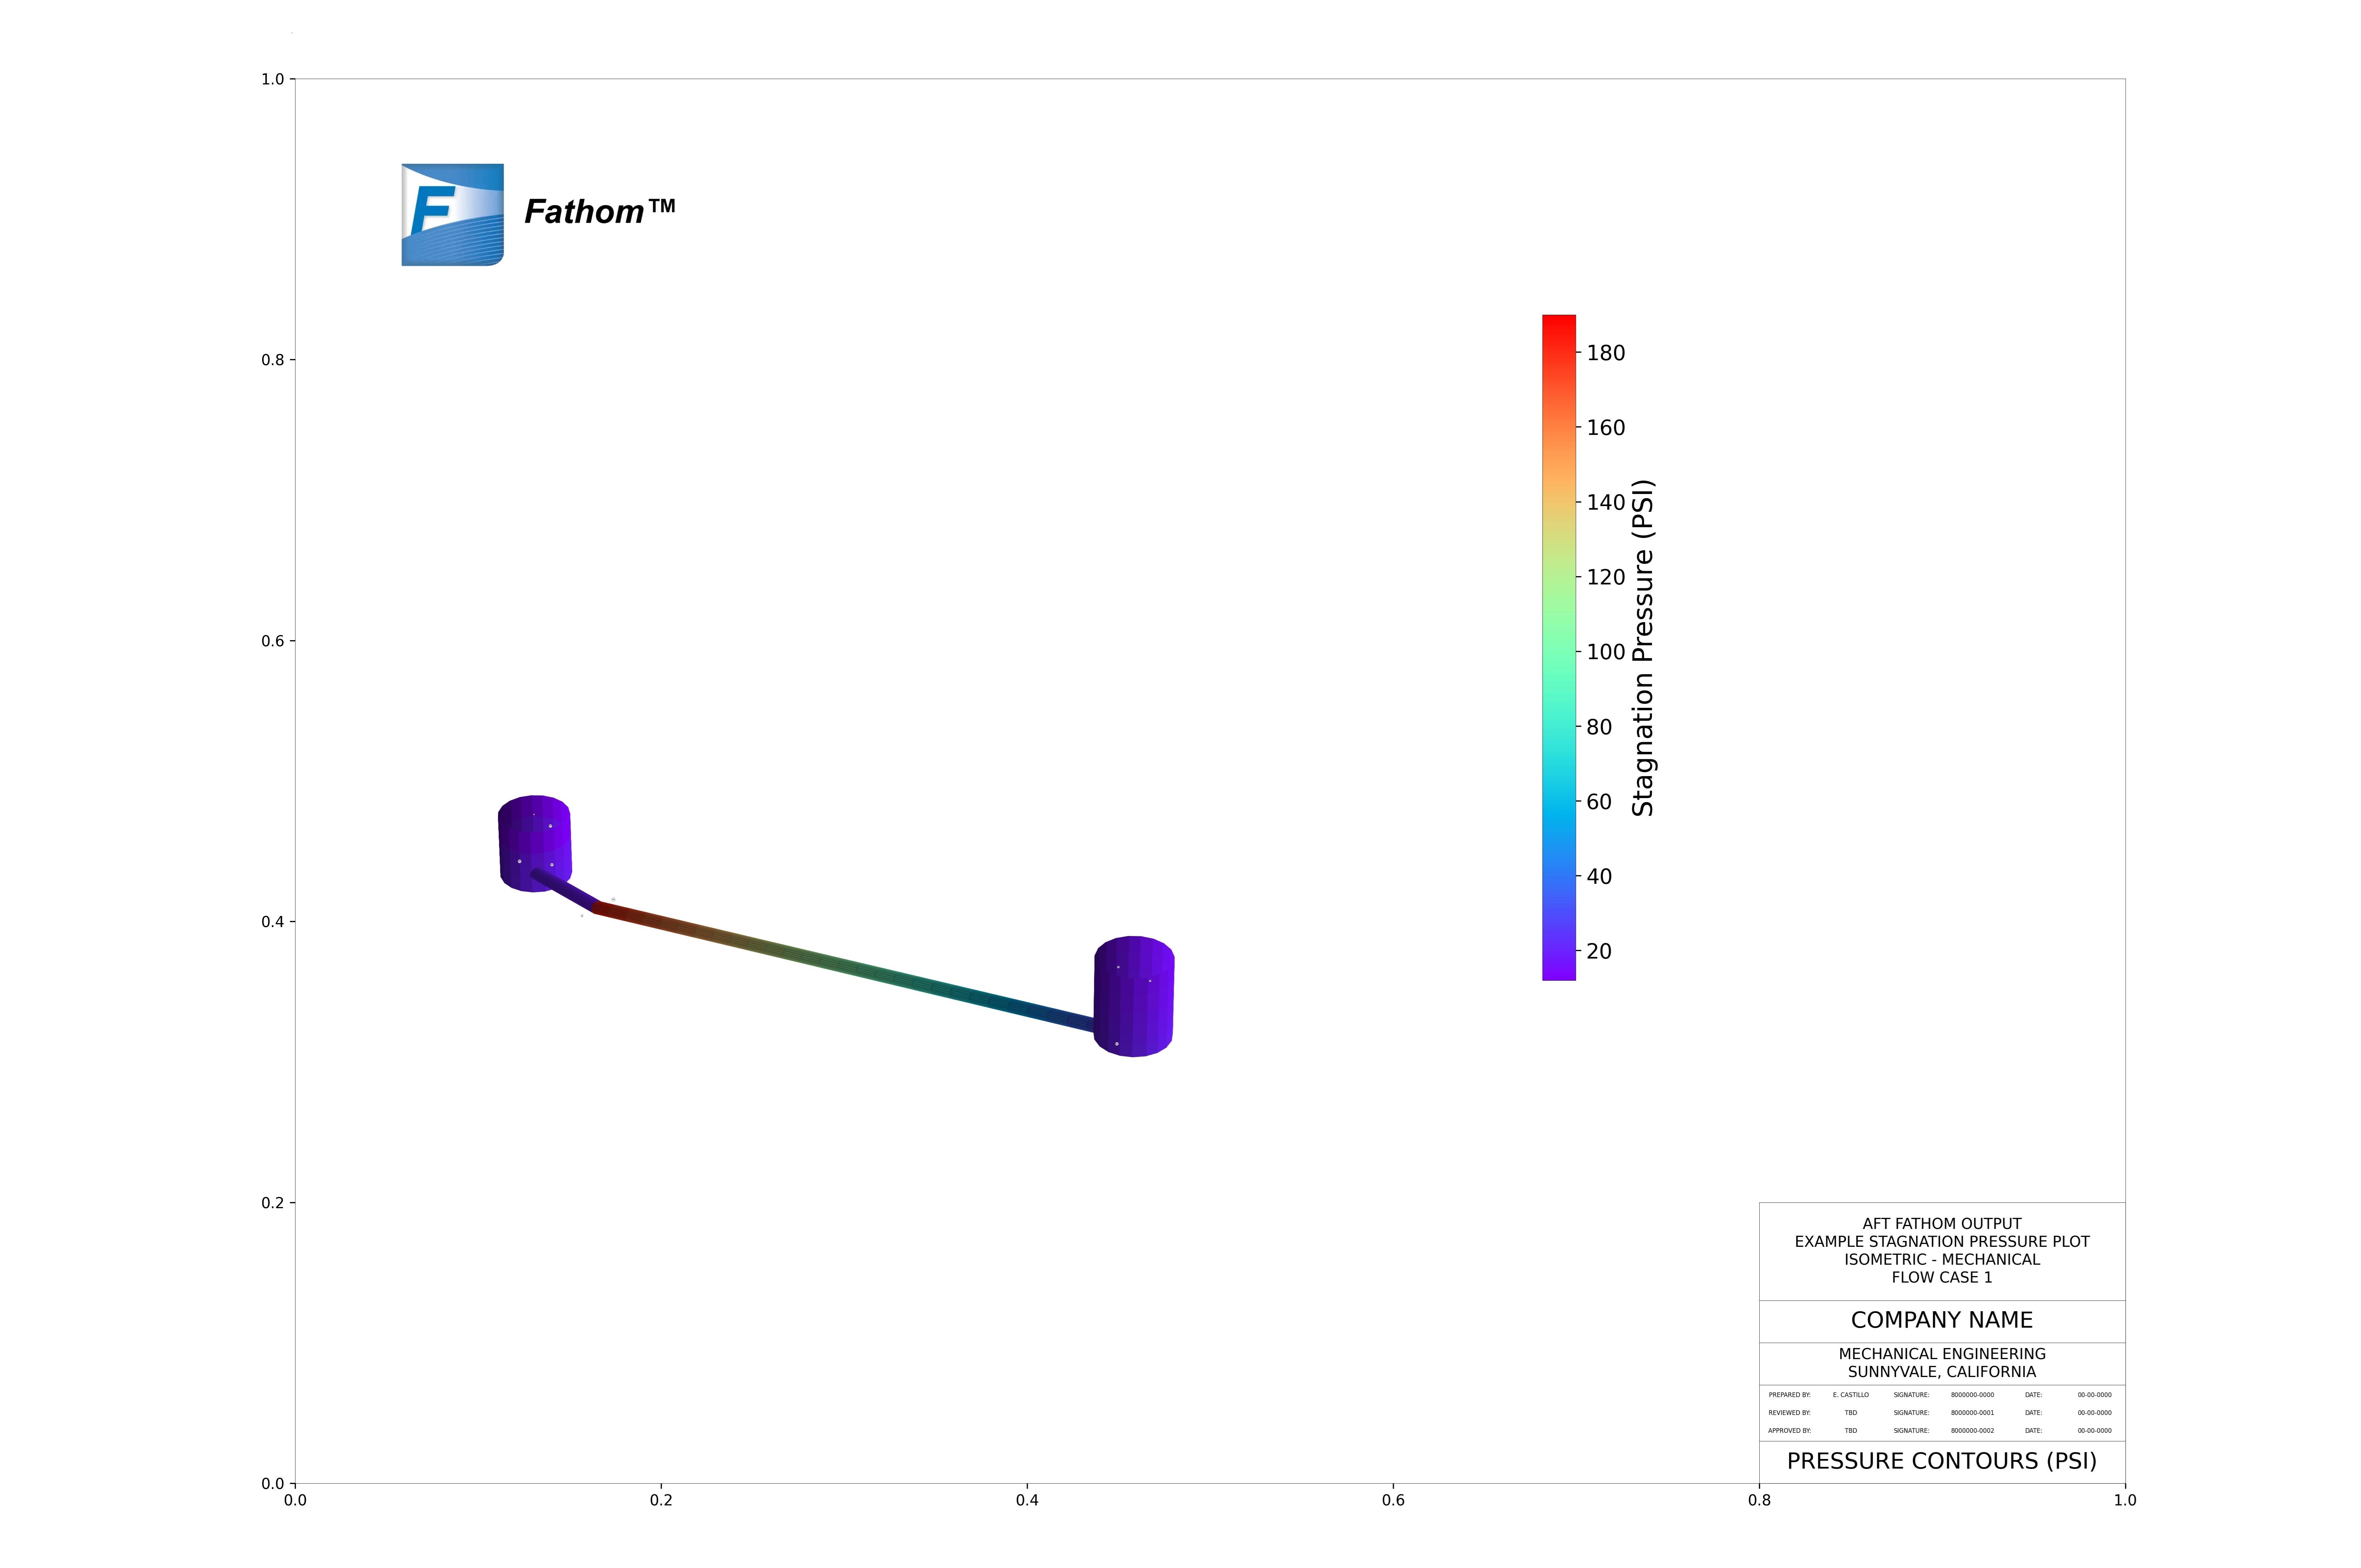 F
Fathom™
1.0
0.8
0.6
0.4
0.2
0.0
0.0
0.2
0.4
0.6
0.8
1.0
180
160
140
120
100
80
60
40
20
Stagnation Pressure (PSI)
AFT FATHOM OUTPUT
EXAMPLE STAGNATION PRESSURE PLOT
ISOMETRIC - MECHANICAL
FLOW CASE 1
COMPANY NAME
MECHANICAL ENGINEERING
SUNNYVALE, CALIFORNIA
PREPARED BY: E. CASTILLO SIGNATURE: 8000000-0000 DATE: 00-00-0000
REVIEWED BY: TBD SIGNATURE: 8000000-0001 DATE: 00-00-0000
APPROVED BY: TBD SIGNATURE: 8000000-0002 DATE: 00-00-0000
PRESSURE CONTOURS (PSI)